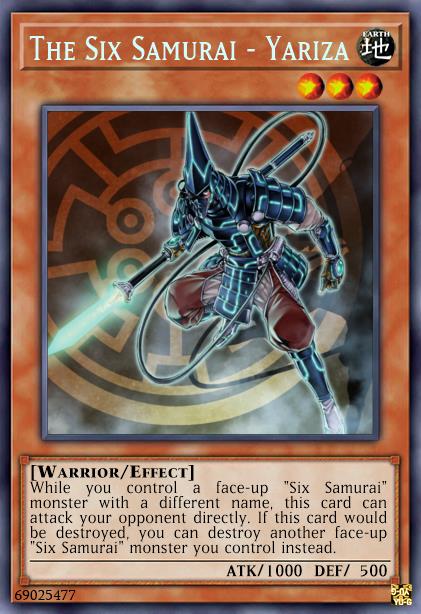 The Six Samurai - Yariza
EARTH
地
[Warrior/Effect]
While you control a face-up "Six Samurai"
monster with a different name, this card can
attack your opponent directly. If this card would
be destroyed, you can destroy another face-up
"Six Samurai" monster you control instead.
ATK/1000 DEF/ 500
69025477